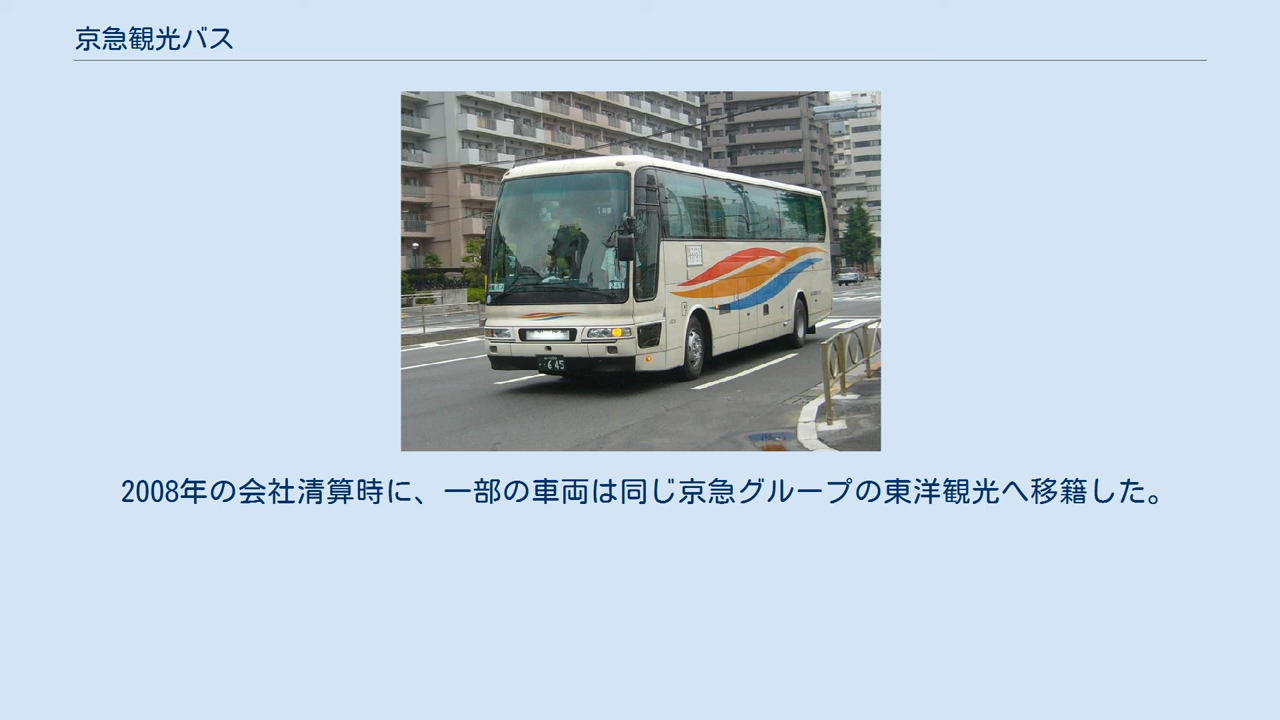 京急観光バス
645
2008年の会社清算時に、一部の車両は同じ京急グループの東洋観光へ移籍した。